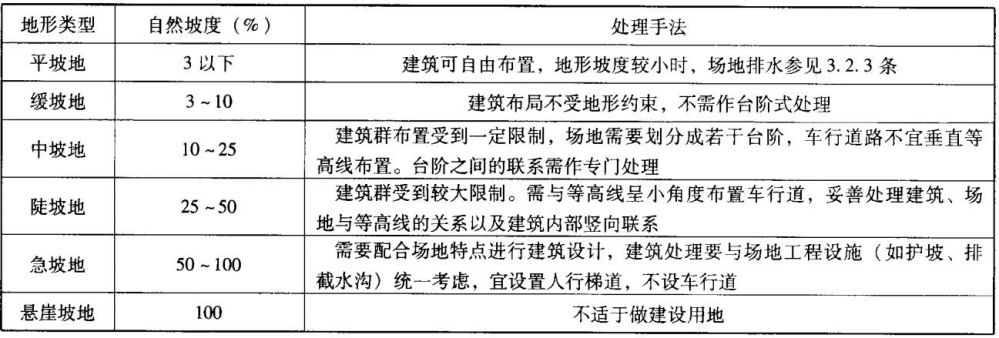 地形类型 自然坡度（%） 处理手法
平坡地 3以下 建筑可自由布置，地形坡度较小时，场地排水参见3.2.3条
缓坡地 3~10 建筑布局不受地形约束，不需作台阶式处理
中坡地 10~25 建筑群布置受到一定限制，场地需要划分成若干台阶，车行道路不宜垂直等
高线布置。台阶之间的联系需作专门处理
陡坡地 25~50 建筑群受到较大限制。需与等高线呈小角度布置车行道，妥善处理建筑、场
地与等高线的关系以及建筑内部竖向联系
急坡地 50~100 需要配合场地特点进行建筑设计，建筑处理要与场地工程设施（如护坡、排
截水沟）统一考虑，宜设置人行梯道，不设车行道
悬崖坡地 100 不适于做建设用地